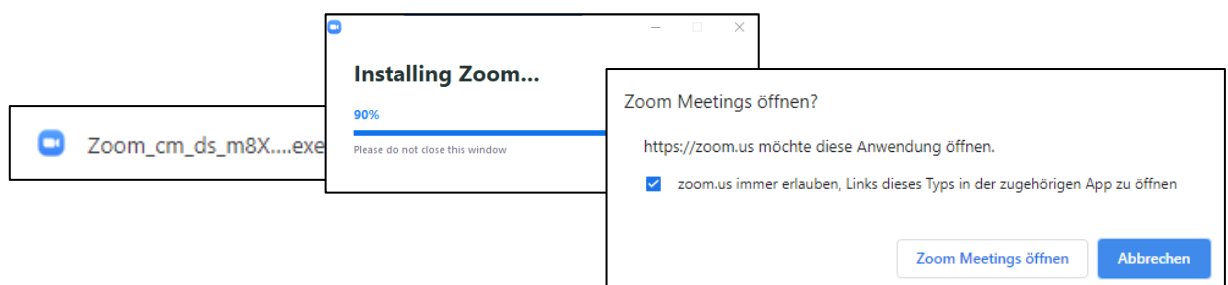 Zoom_cm_ds_m8X....exe
Installing Zoom...
90%
Please do not close this window
Zoom Meetings öffnen?
https://zoom.us möchte diese Anwendung öffnen.
zoom.us immer erlauben, Links dieses Typs in der zugehörigen App zu öffnen
Zoom Meetings öffnen
Abbrechen